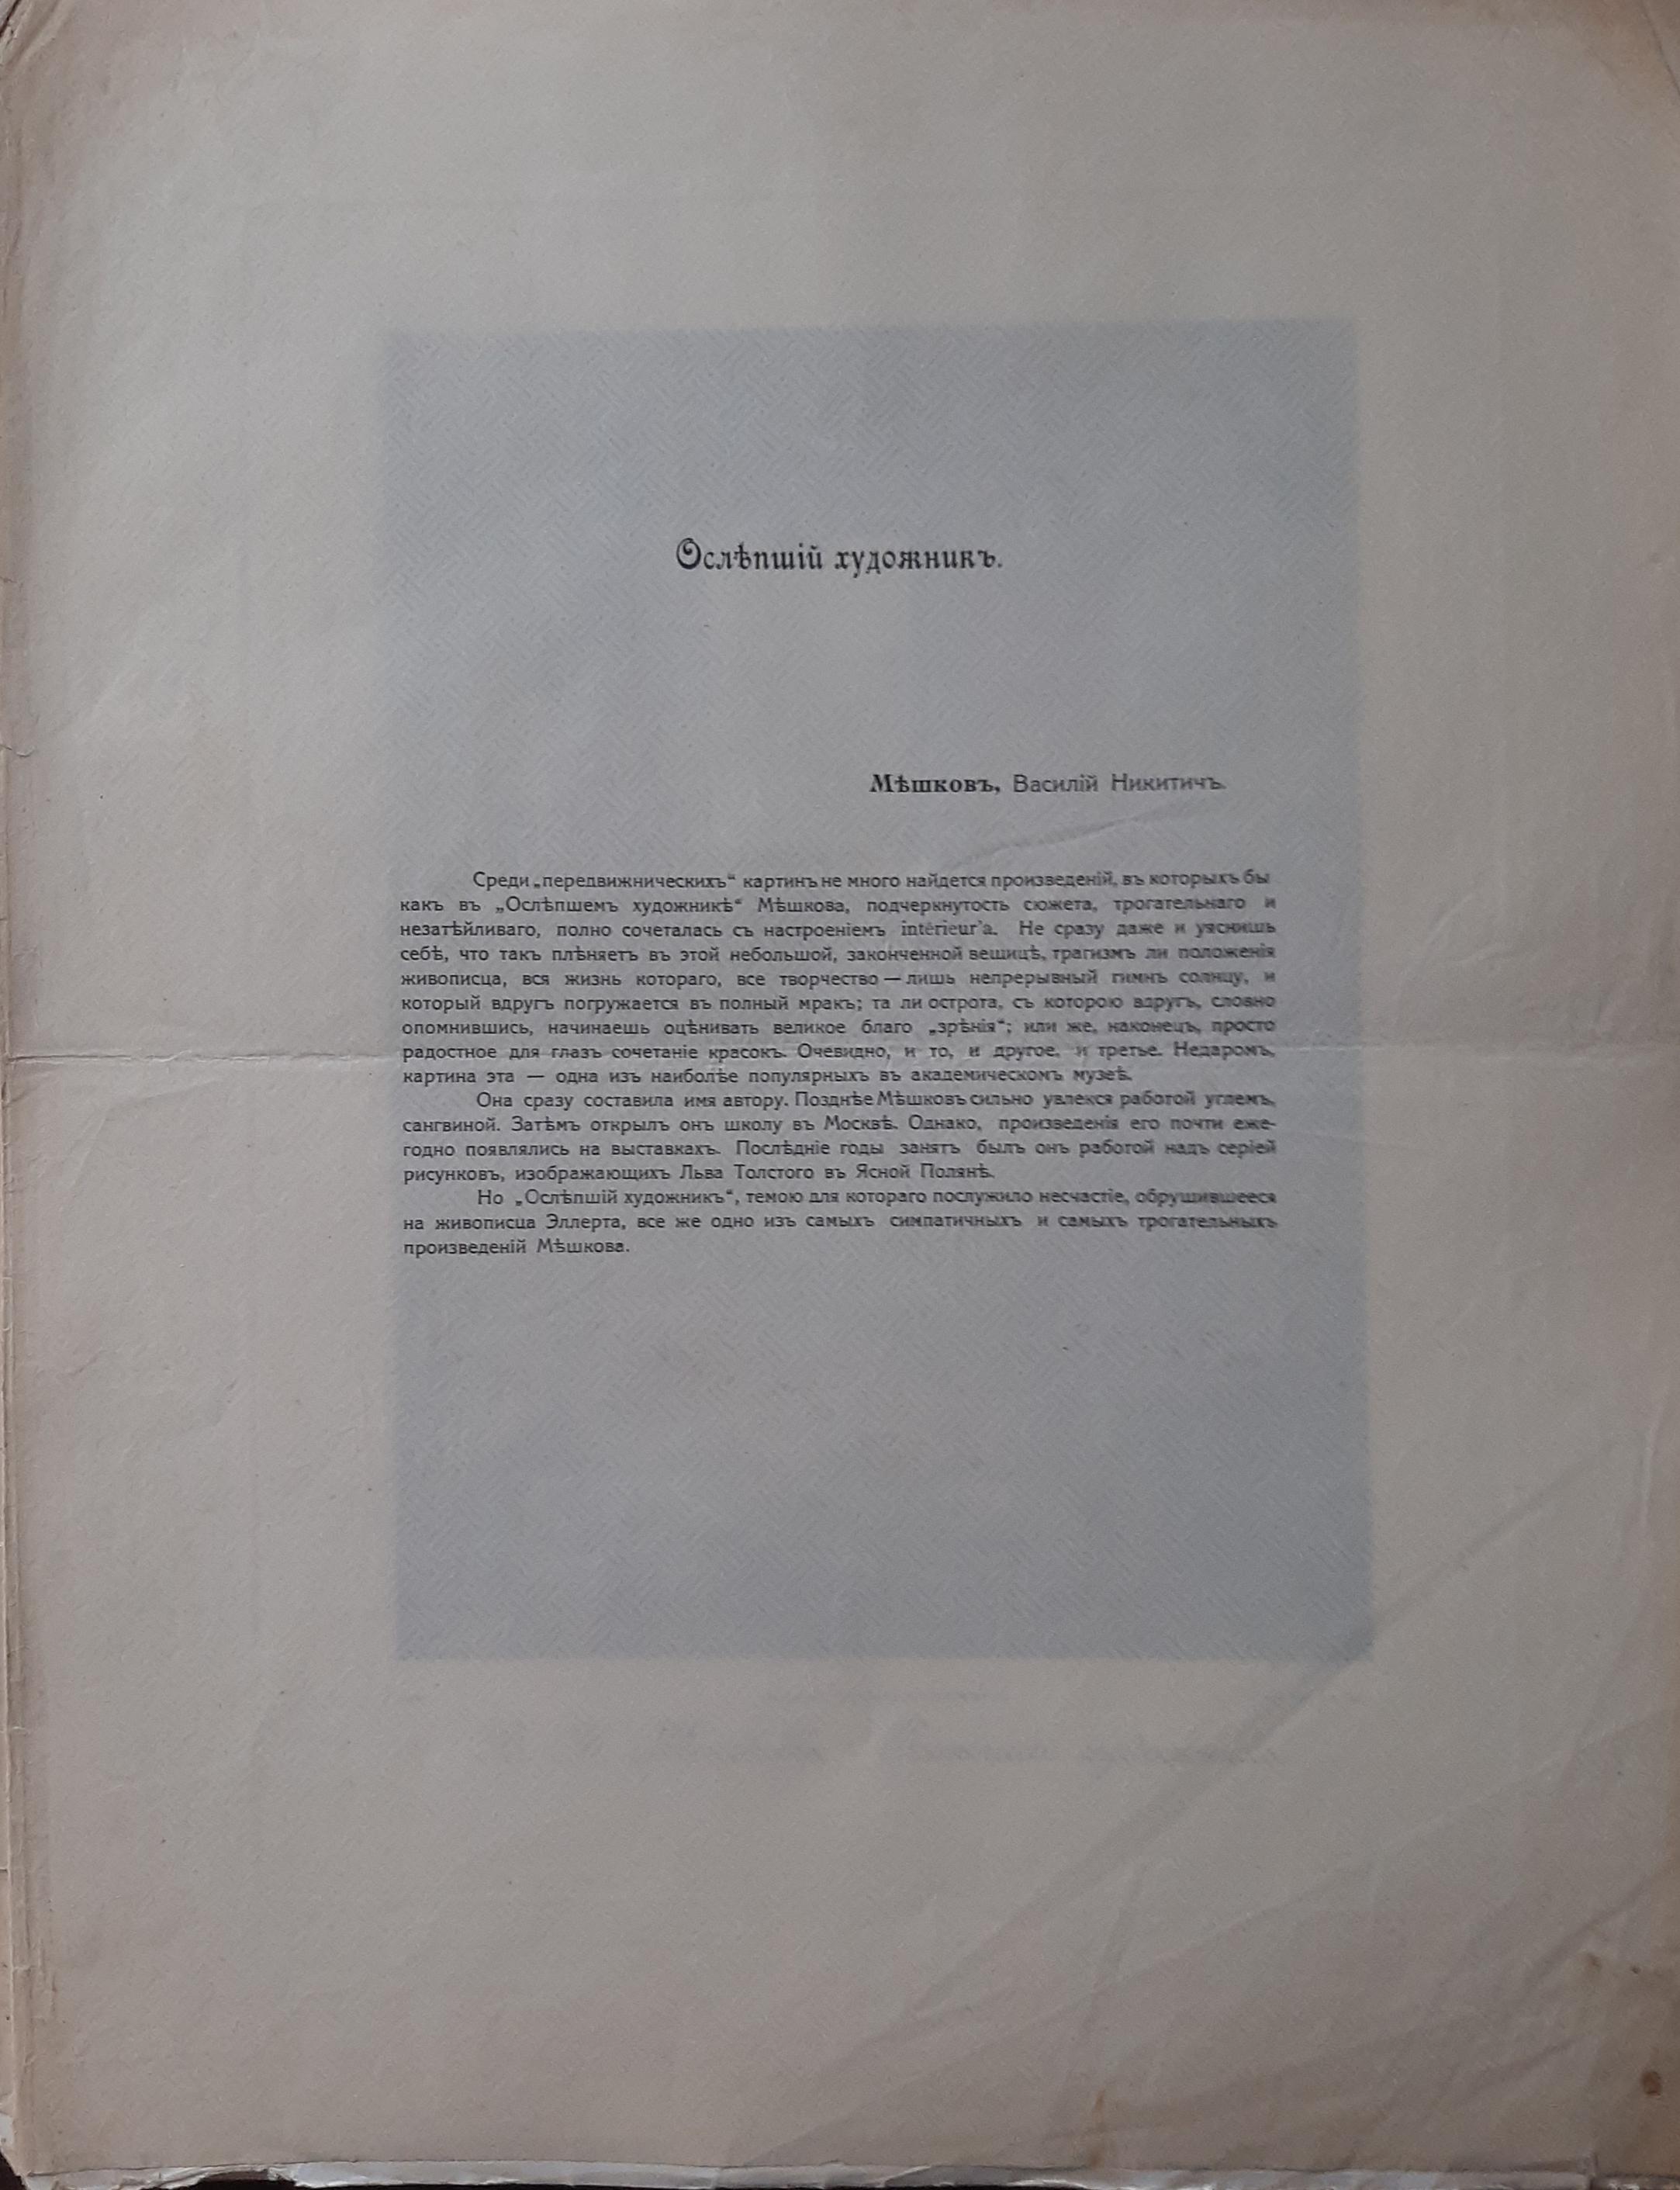 Ослѣпшій художникъ.
Мѣшковъ, Василій Никитичъ.
Среди „передвижническихъ“ картинъ не много найдется произведеній, въ которыхъ бы
какъ въ „Ослѣпшемъ художникѣ“ Мѣшкова, подчеркнутость сюжета, трогательнаго и
незатѣйливаго, полно сочеталась съ настроеніемъ intérieur'а. Не сразу даже и уяснишь
себѣ, что такъ плѣняетъ въ этой небольшой, законченной вещицѣ, трагизмъ ли положенія
живописца, вся жизнь котораго, все творчество — лишь непрерывный гимнъ солнцу, и
который вдругъ погружается въ полный мракъ; та ли острота, съ которою вдругъ, словно
опомнившись, начинаешь оцѣнивать великое благо „зрѣнія“; или же, наконецъ, просто
радостное для глазъ сочетаніе красокъ. Очевидно, и то, и другое, и третье. Недаромъ,
картина эта — одна изъ наиболѣе популярныхъ въ академическомъ музеѣ.
Она сразу составила имя автору. Позднѣе Мѣшковъ сильно увлекся работой углемъ,
сангвиной. Затѣмъ открылъ онъ школу въ Москвѣ. Однако, произведенія его почти еже-
годно появлялись на выставкахъ. Послѣдніе годы занятъ былъ онъ работой надъ серіей
рисунковъ, изображающихъ Льва Толстого въ Ясной Полянѣ.
Но „Ослѣпшій художникъ“, темою для котораго послужило несчастіе, обрушившееся
на живописца Эллерта, все же одно изъ самыхъ симпатичныхъ и самыхъ трогательныхъ
произведеній Мѣшкова.